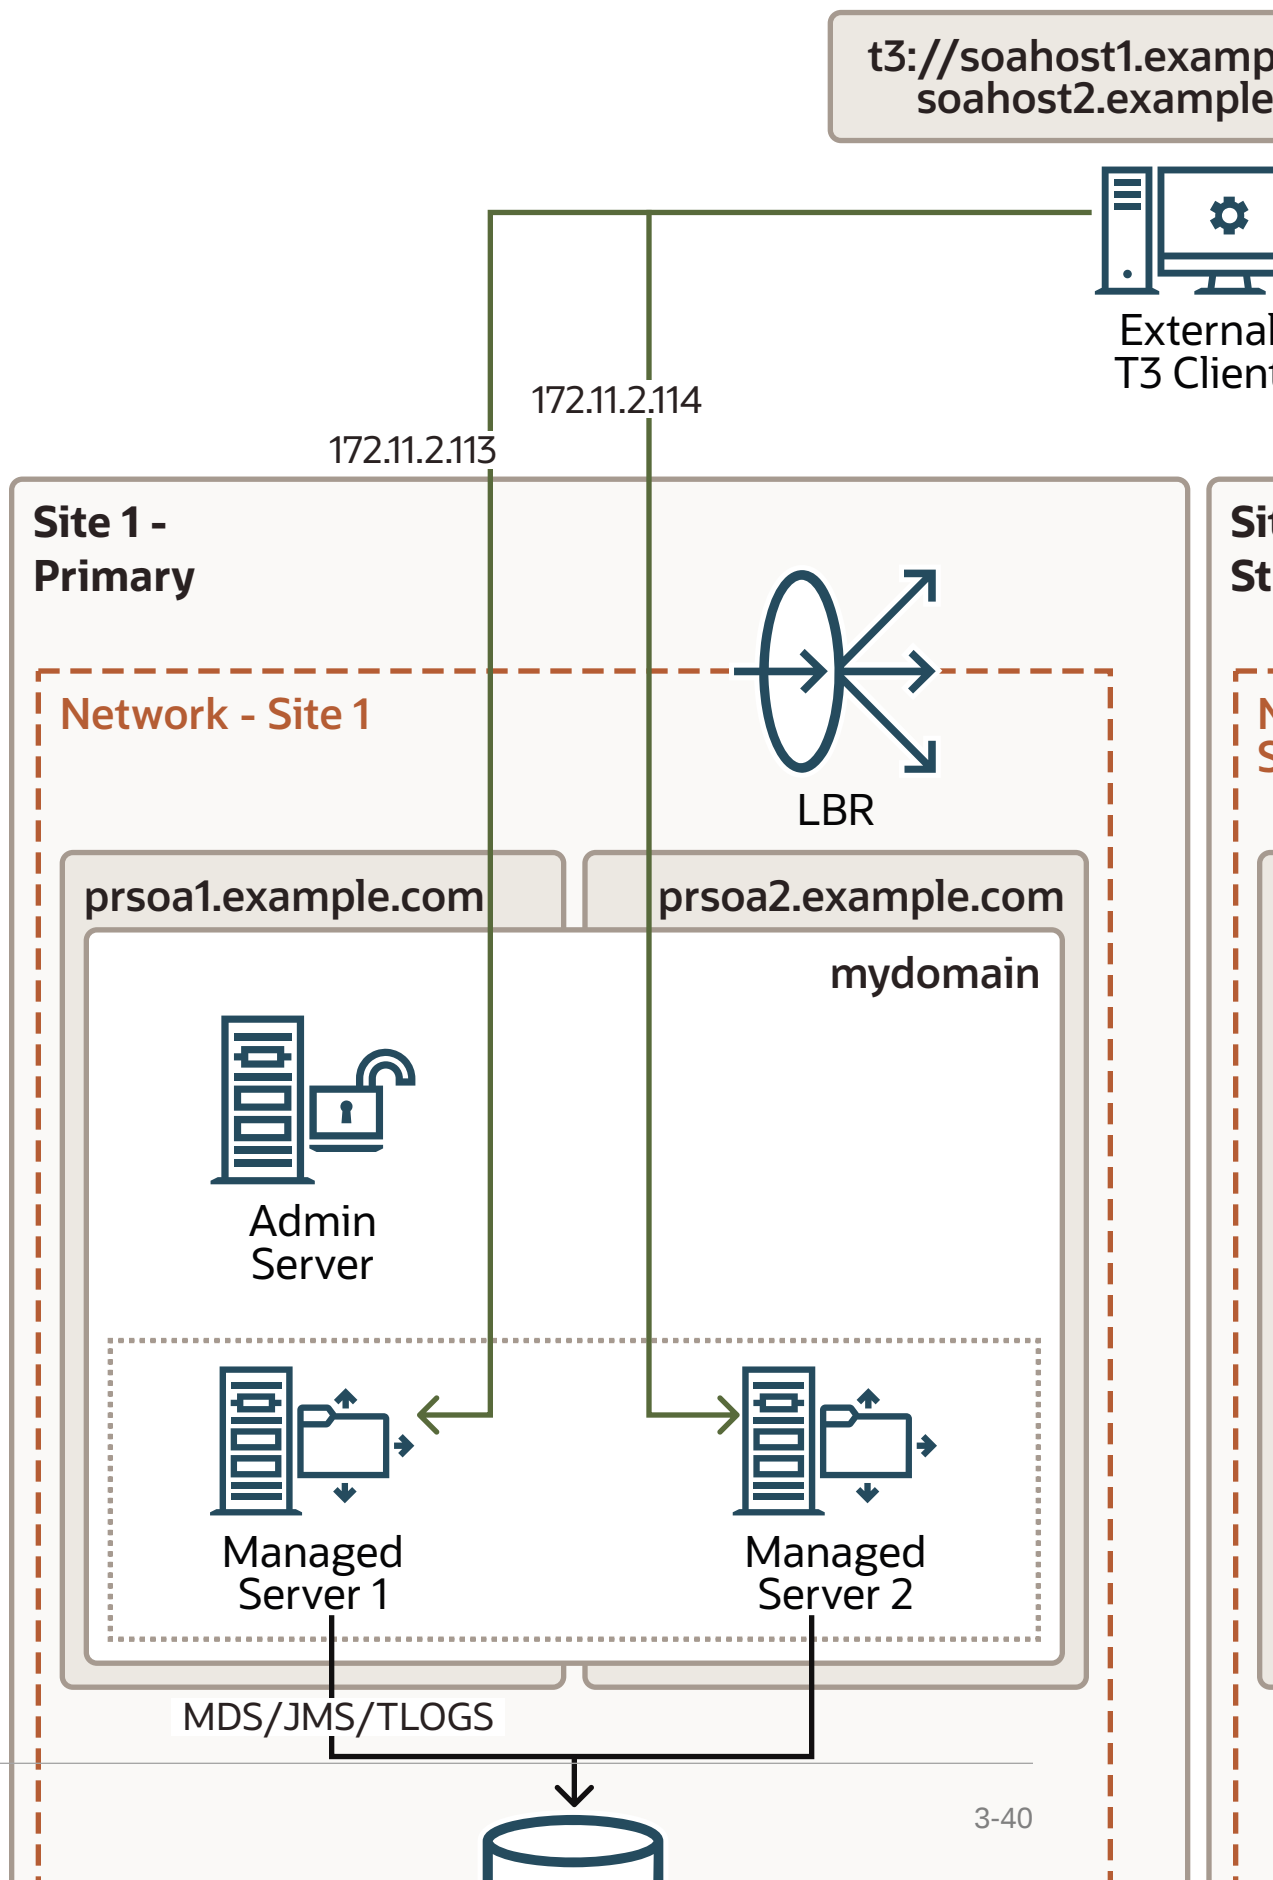 t3://soahost1.examp
soahost2.example
External
T3 Client
172.11.2.114
172.11.2.113
Site 1 -
Primary
Network - Site 1
LBR
prsoa1.example.com
prsoa2.example.com
mydomain
Admin
Server
Managed
Server 1
Managed
Server 2
MDS/JMS/TLOGS
3-40